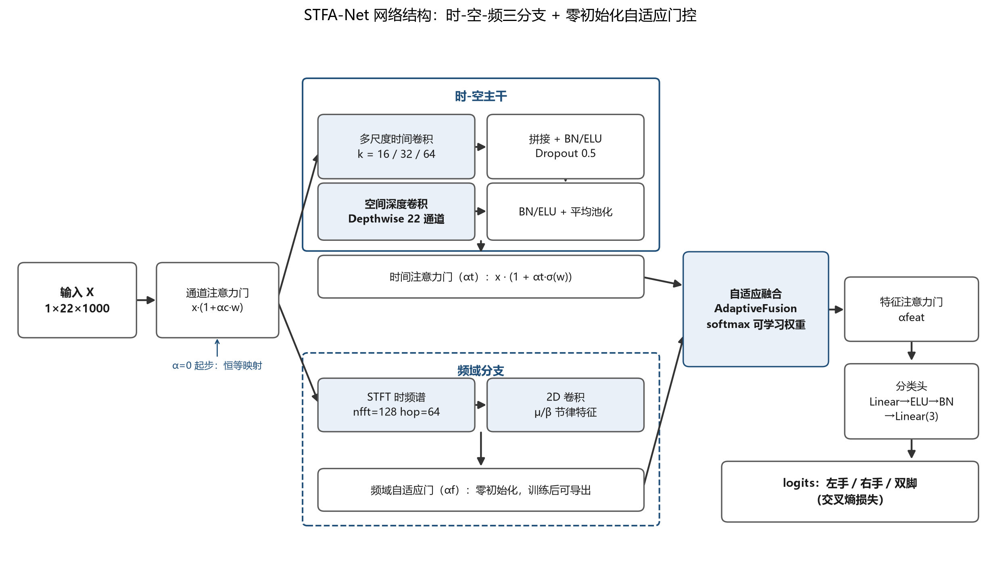 STFA-Net 网络结构：时-空-频三分支 + 零初始化自适应门控
时-空主干
多尺度时间卷积
k = 16 / 32 / 64
拼接 + BN/ELU
Dropout 0.5
空间深度卷积
Depthwise 22 通道
BN/ELU + 平均池化
时间注意力门（αt）：x · (1 + αt·σ(w))
输入 X
1×22×1000
通道注意力门
x·(1+αc·w)
α=0 起步：恒等映射
频域分支
STFT 时频谱
nfft=128 hop=64
2D 卷积
μ/β 节律特征
频域自适应门（αf）：零初始化，训练后可导出
自适应融合
AdaptiveFusion
softmax 可学习权重
特征注意力门
αfeat
分类头
Linear→ELU→BN
→Linear(3)
logits：左手 / 右手 / 双脚
（交叉熵损失）